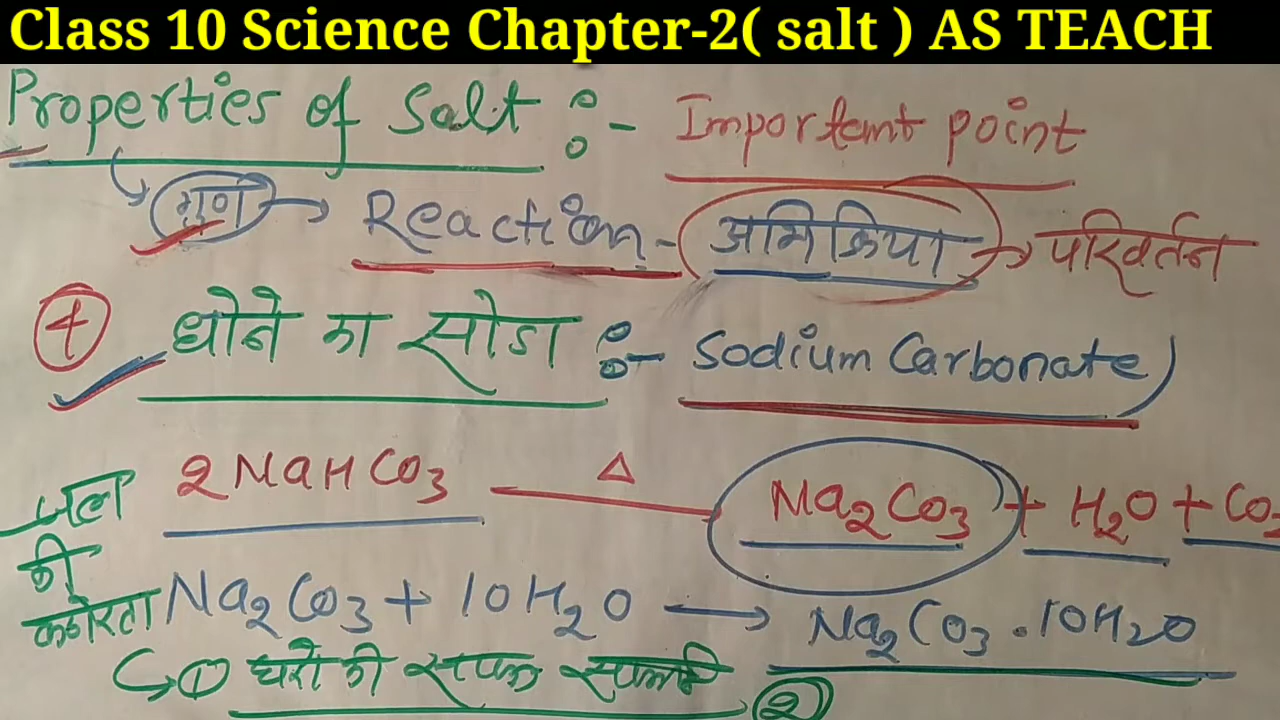 Class 10 Science Chapter-2( salt ) AS TEACH
Properties of Salt :- Important point
गुण → Reaction - अभिक्रिया → परिवर्तन
④ धोने का सोडा :- Sodium Carbonate)
2NaHCO3 Δ Na2CO3 + H2O + CO2
जल की कठोरता
Na2CO3 + 10H2O → Na2CO3 . 10H2O
① घरों की साफ ②